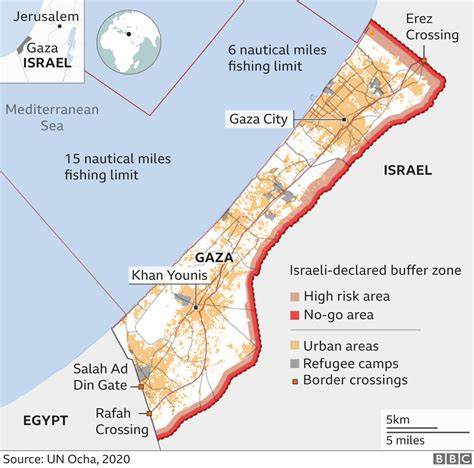 Jerusalem
Gaza
ISRAEL
Erez
Crossing
6 nautical miles
fishing limit
Mediterranean
Sea
Gaza City
15 nautical miles
fishing limit
ISRAEL
GAZA
Khan Younis
Israeli-declared buffer zone
High risk area
No-go area
Urban areas
Refugee camps
Border crossings
Salah Ad
Din Gate
EGYPT
Rafah
Crossing
5km
5 miles
Source: UN Ocha, 2020
BBC